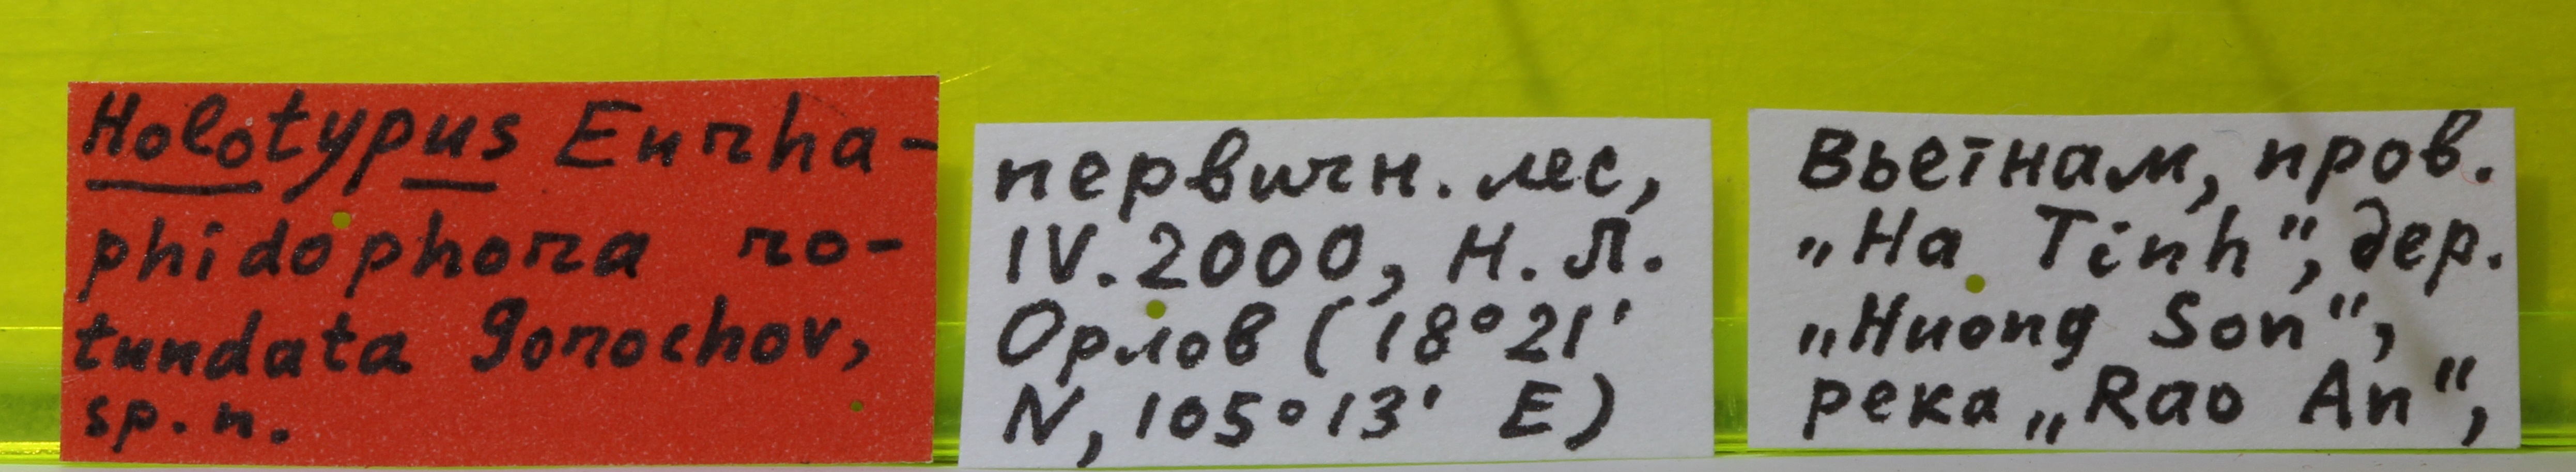 Holotypus Eurha-
phidophora ro-
tundata Gorochov,
sp. n.
первичн. лес,
IV. 2000, Н. Л.
Орлов (18°21'
N, 105°13' E)
Вьетнам, пров.
„Ha Tinh“, дер.
„Huong Son“,
река „Rao An“,